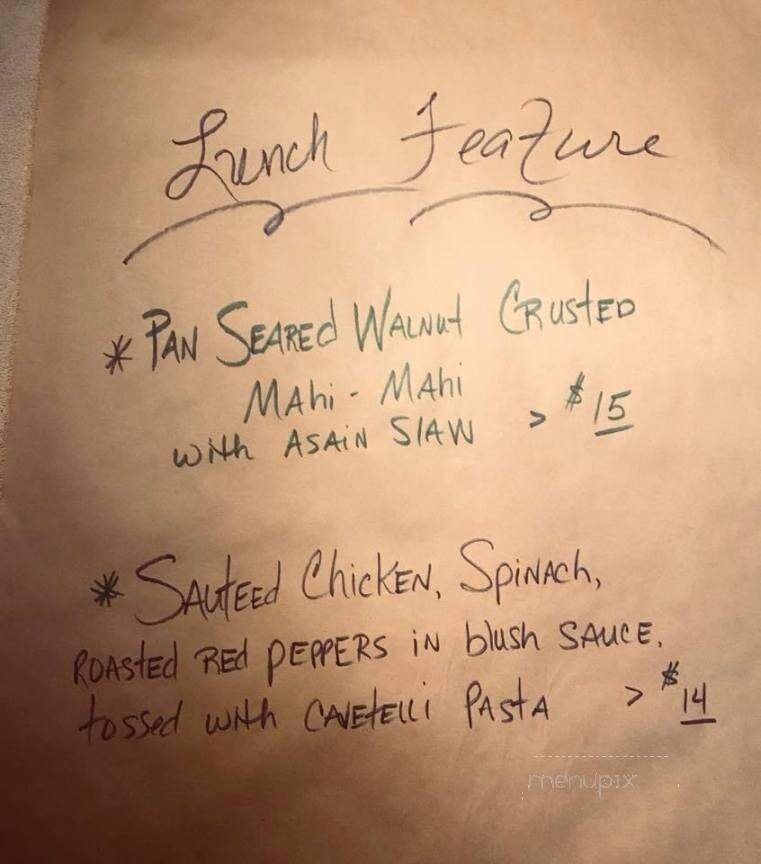 Lunch Feature
* PAN SEAREd WALNut CRustED
MAhi - MAhi
with ASAiN SlAW > $15
* SAuteEd ChickEN, SpiNAch,
ROASted REd pEPPERS iN blush SAUCE,
tossed with CAVEtElli PAStA > $14
menupix